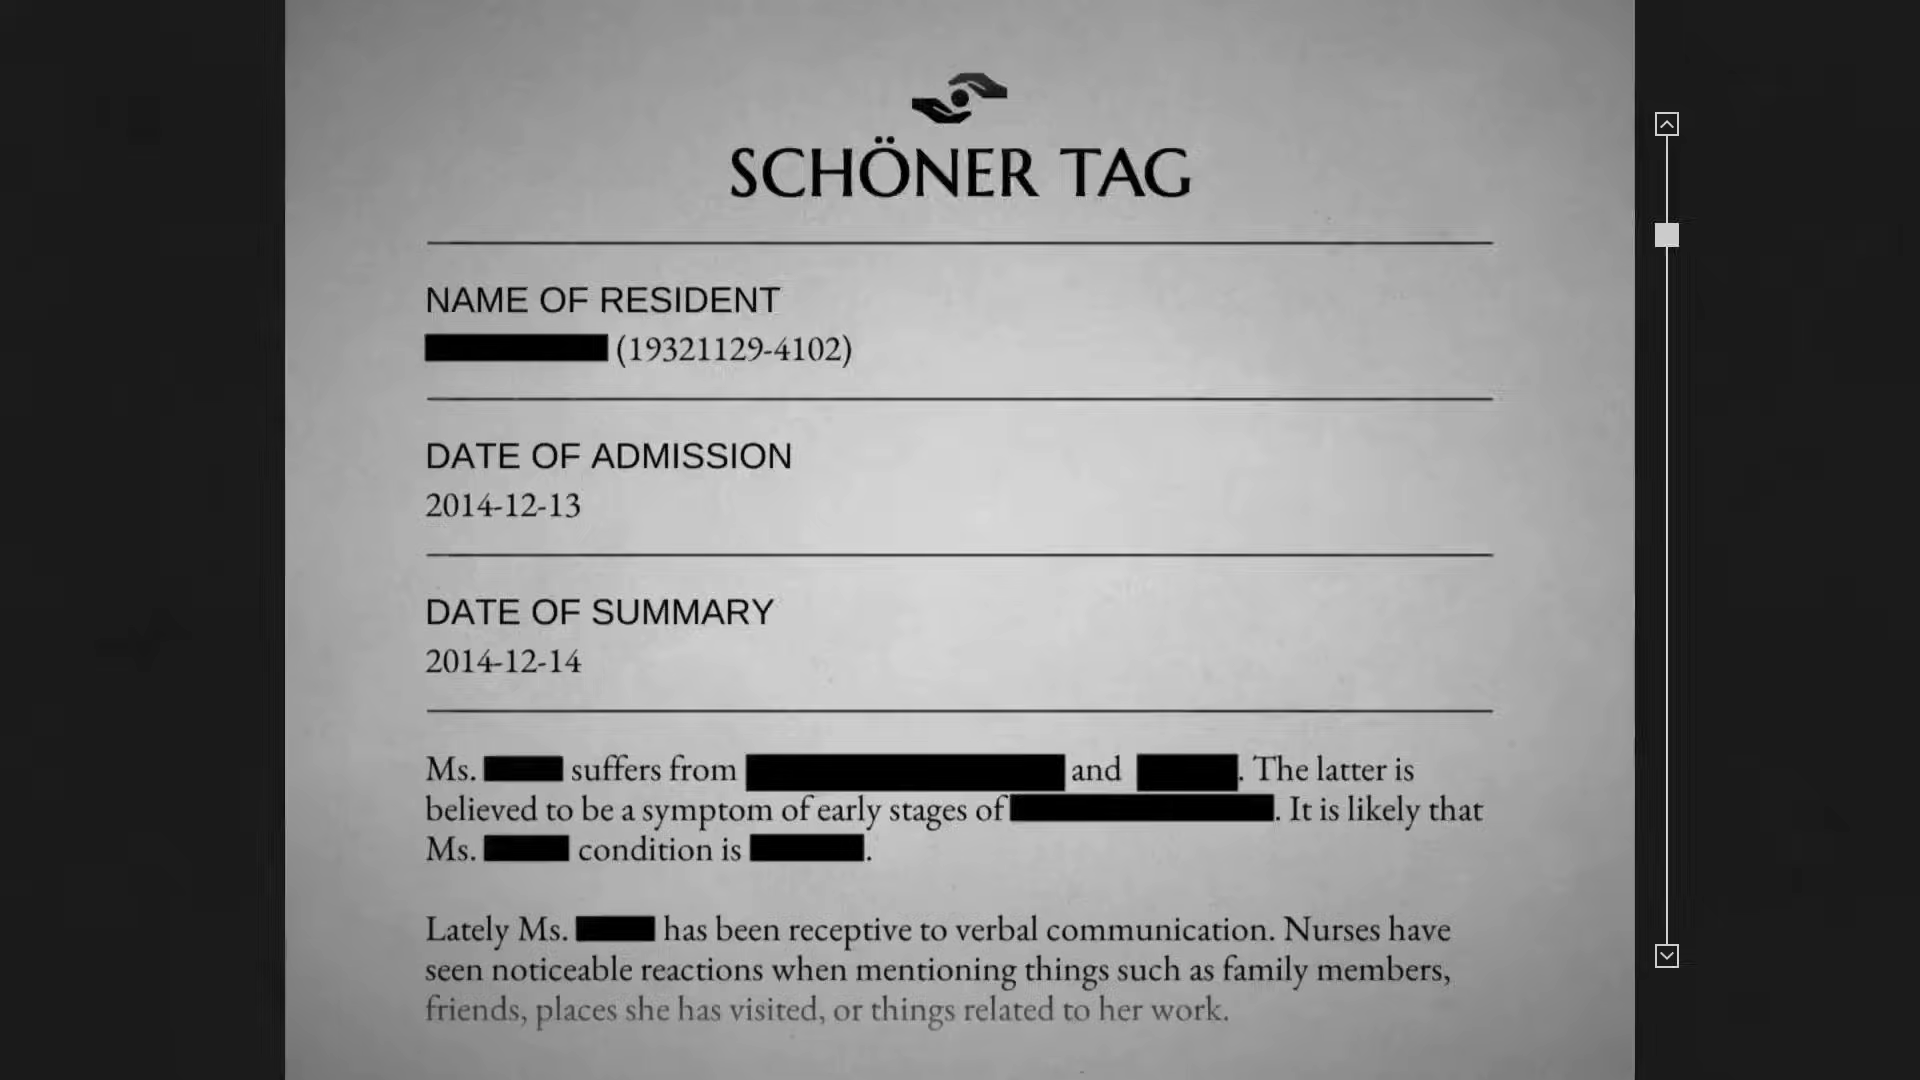 SCHÖNER TAG
NAME OF RESIDENT
(19321129-4102)
DATE OF ADMISSION
2014-12-13
DATE OF SUMMARY
2014-12-14
Ms. suffers from and . The latter is
believed to be a symptom of early stages of . It is likely that
Ms. condition is .
Lately Ms. has been receptive to verbal communication. Nurses have
seen noticeable reactions when mentioning things such as family members,
friends, places she has visited, or things related to her work.